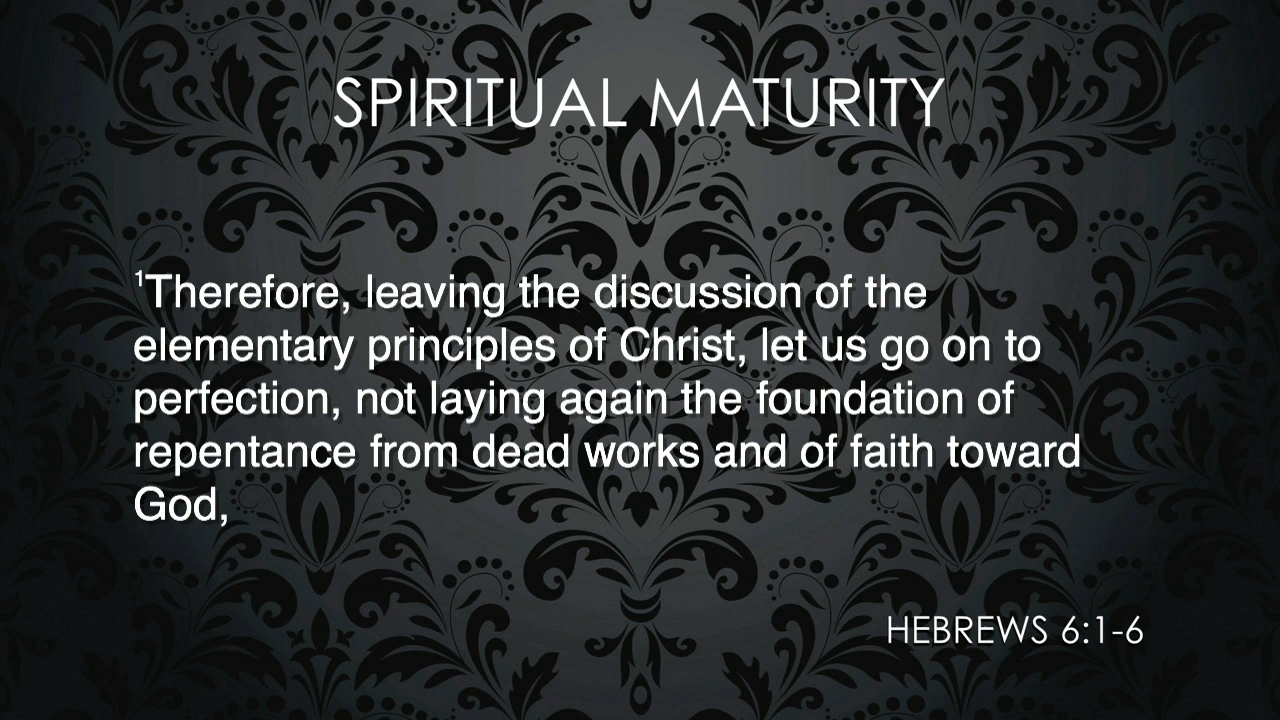 SPIRITUAL MATURITY
¹Therefore, leaving the discussion of the
elementary principles of Christ, let us go on to
perfection, not laying again the foundation of
repentance from dead works and of faith toward
God,
HEBREWS 6:1-6